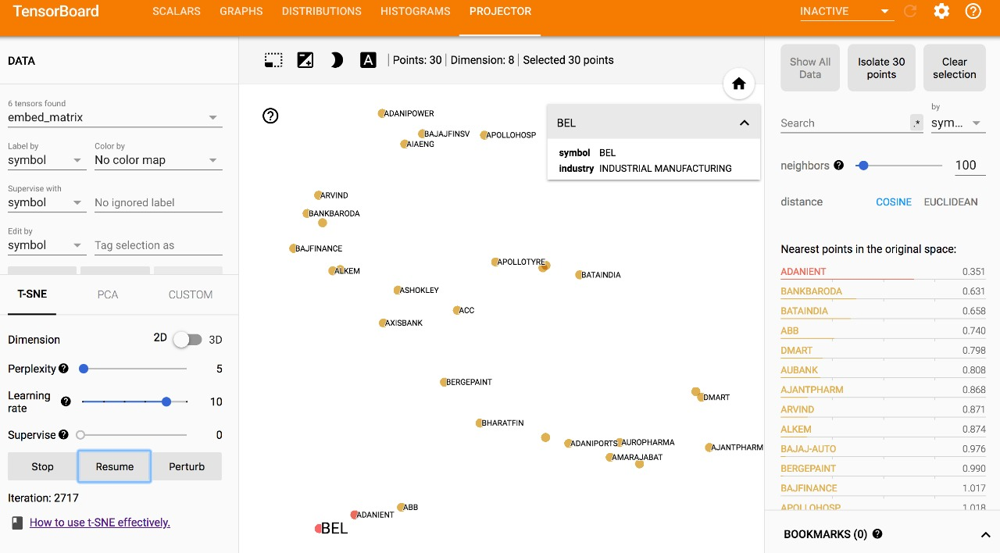 TensorBoard
SCALARS
GRAPHS
DISTRIBUTIONS
HISTOGRAMS
PROJECTOR
INACTIVE
DATA
6 tensors found
embed_matrix
Label by
Color by
symbol
No color map
Supervise with
symbol
No ignored label
Edit by
symbol
Tag selection as
T-SNE
PCA
CUSTOM
Dimension
2D
3D
Perplexity
5
Learning
rate
10
Supervise
0
Stop
Resume
Perturb
Iteration: 2717
How to use t-SNE effectively.
A
Points: 30 | Dimension: 8 | Selected 30 points
ADANIPOWER
BAJAJFINSV
APOLLOHOSP
AIAENG
ARVIND
BANKBARODA
BAJFINANCE
APOLLOTYRE
ALKEM
BATAINDIA
ASHOKLEY
ACC
AXISBANK
BERGEPAINT
DMART
BHARATFIN
ADANIPORTS
AUROPHARMA
AJANTPHARM
AMARAJABAT
ABB
ADANIENT
BEL
BEL
symbol BEL
industry INDUSTRIAL MANUFACTURING
Show All
Data
Isolate 30
points
Clear
selection
Search
.*
by
sym...
neighbors
100
distance
COSINE
EUCLIDEAN
Nearest points in the original space:
ADANIENT 0.351
BANKBARODA 0.631
BATAINDIA 0.658
ABB 0.740
DMART 0.798
AUBANK 0.808
AJANTPHARM 0.868
ARVIND 0.871
ALKEM 0.874
BAJAJ-AUTO 0.976
BERGEPAINT 0.990
BAJFINANCE 1.017
APOLLOHOSP 1.018
BOOKMARKS (0)